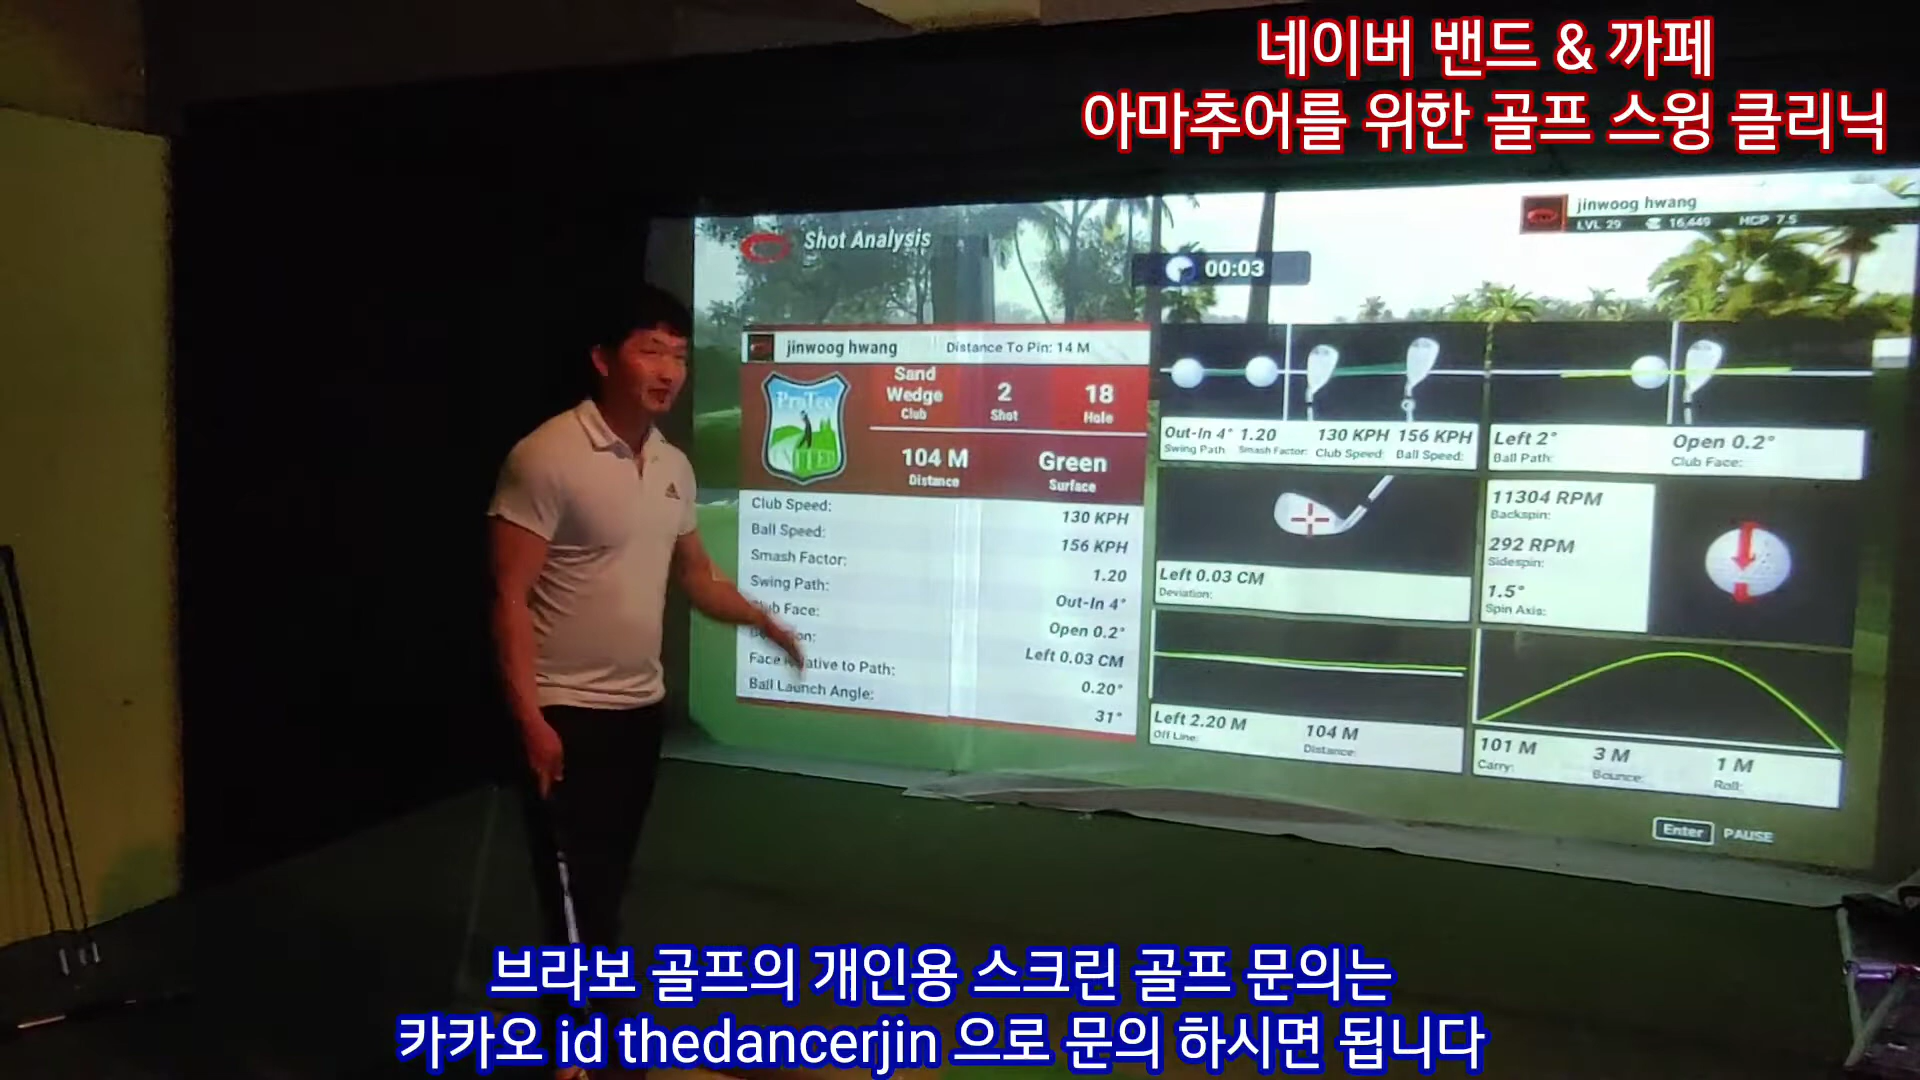 네이버 밴드 & 까페
아마추어를 위한 골프 스윙 클리닉
jinwoog hwang
LVL 29 16,449 HCP 7.5
Shot Analysis
00:03
jinwoog hwang Distance To Pin: 14 M
Sand Wedge 2 18
Club Shot Hole
104 M Green
Distance Surface
Club Speed: 130 KPH
Ball Speed: 156 KPH
Smash Factor: 1.20
Swing Path: Out-In 4°
Face: Open 0.2°
Left 0.03 CM
Face to Path: 0.20°
Ball Launch Angle: 31°
Out-In 4° 1.20 130 KPH 156 KPH
Swing Path Smash Factor: Club Speed: Ball Speed:
Left 2° Open 0.2°
Ball Path: Club Face:
Left 0.03 CM
Deviation:
11304 RPM
Backspin:
292 RPM
Sidespin:
1.5°
Spin Axis:
Left 2.20 M 104 M
Off Line: Distance
101 M 3 M 1 M
Carry: Bounce: Roll:
Enter PAUSE
브라보 골프의 개인용 스크린 골프 문의는
카카오 id thedancerjin 으로 문의 하시면 됩니다